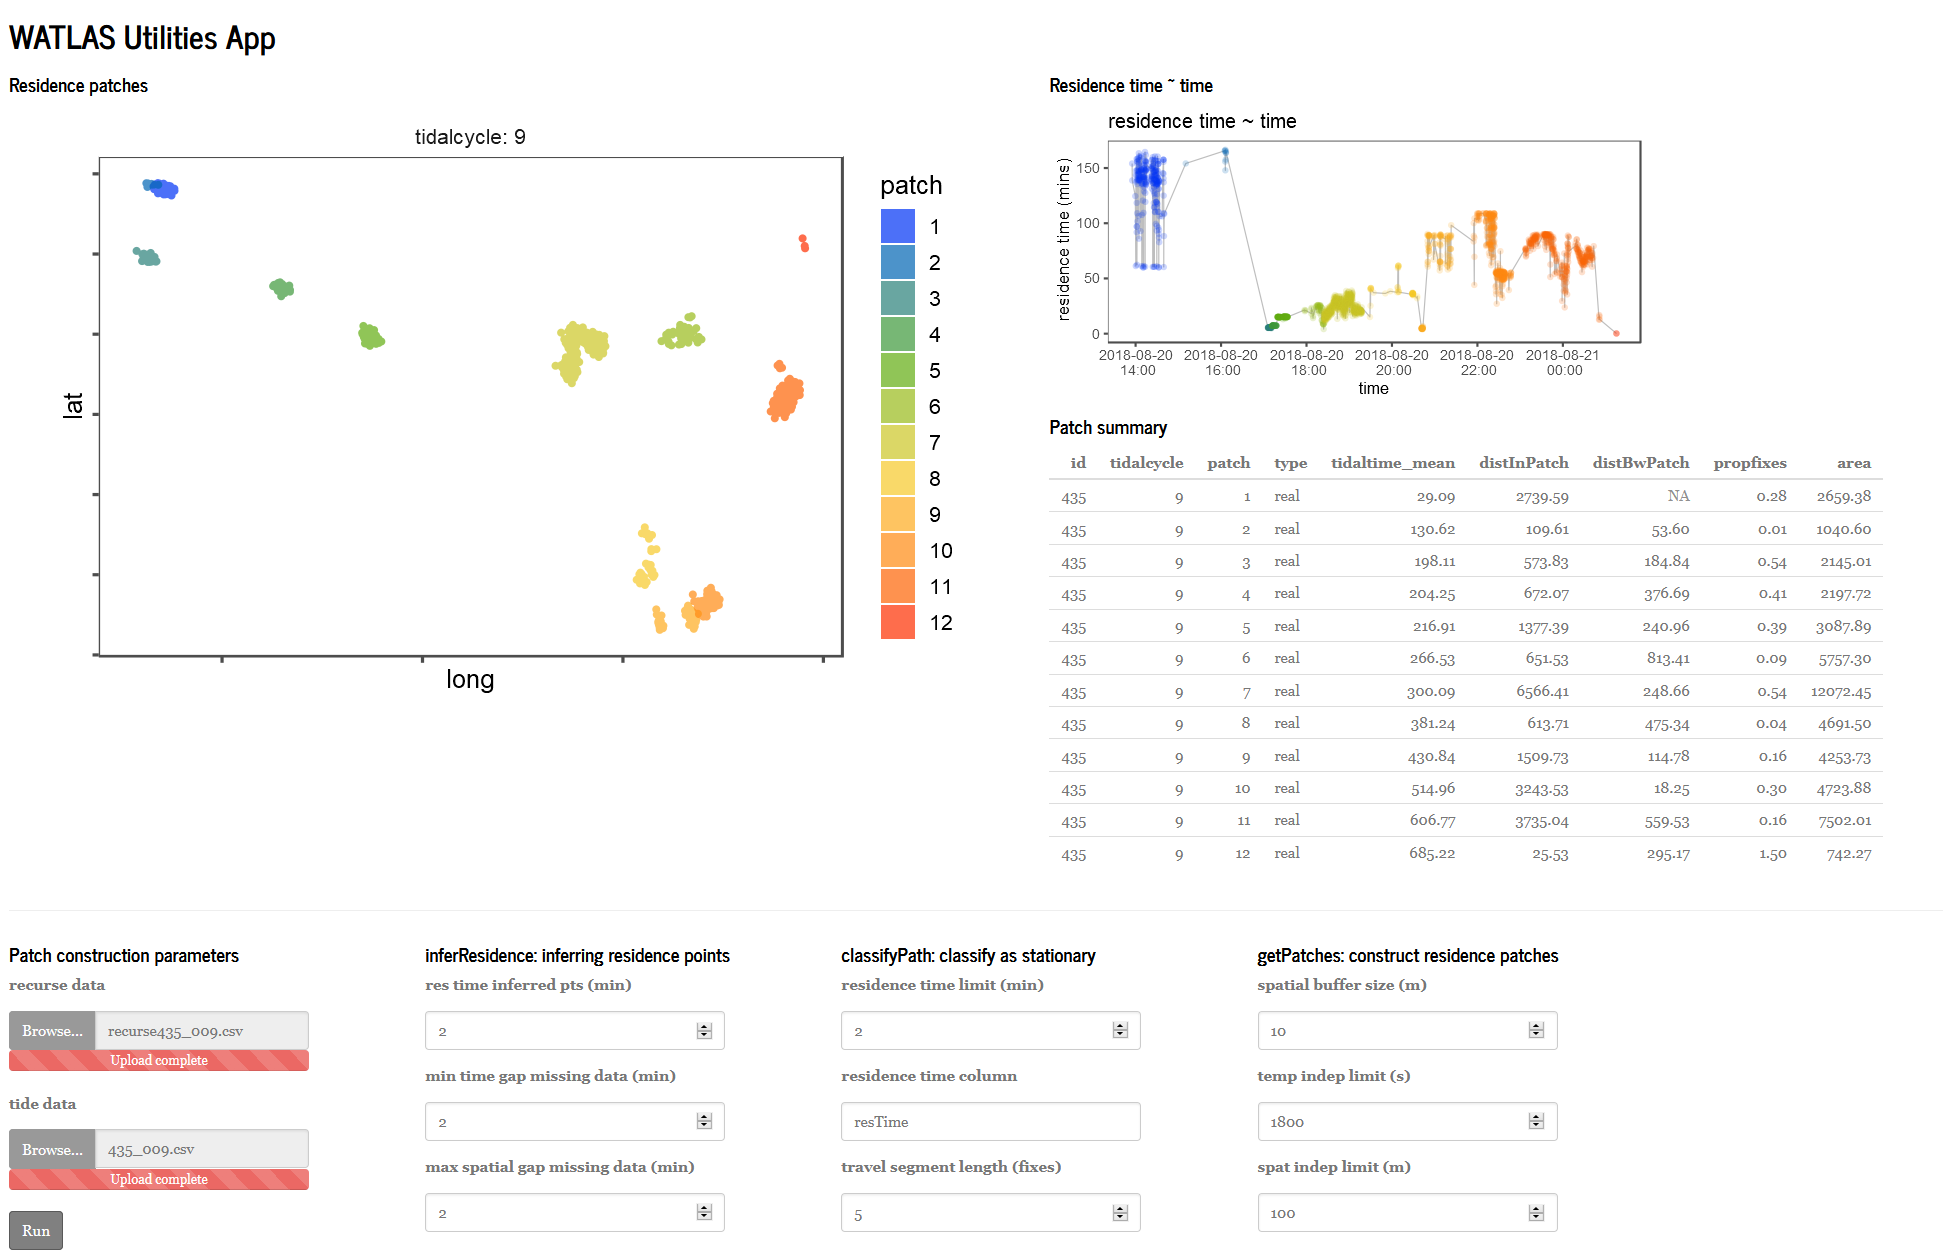 WATLAS Utilities App
Residence patches
tidalcycle: 9
lat
long
patch
1
2
3
4
5
6
7
8
9
10
11
12
Residence time ~ time
residence time ~ time
residence time (mins)
150
100
50
0
2018-08-20 2018-08-20 2018-08-20 2018-08-20 2018-08-20 2018-08-21
14:00 16:00 18:00 20:00 22:00 00:00
time
Patch summary
id tidalcycle patch type tidaltime_mean distInPatch distBwPatch propfixes area
435 9 1 real 29.09 2739.59 NA 0.28 2659.38
435 9 2 real 130.62 109.61 53.60 0.01 1040.60
435 9 3 real 198.11 573.83 184.84 0.54 2145.01
435 9 4 real 204.25 672.07 376.69 0.41 2197.72
435 9 5 real 216.91 1377.39 240.96 0.39 3087.89
435 9 6 real 266.53 651.53 813.41 0.09 5757.30
435 9 7 real 300.09 6566.41 248.66 0.54 12072.45
435 9 8 real 381.24 613.71 475.34 0.04 4691.50
435 9 9 real 430.84 1509.73 114.78 0.16 4253.73
435 9 10 real 514.96 3243.53 18.25 0.30 4723.88
435 9 11 real 606.77 3735.04 559.53 0.16 7502.01
435 9 12 real 685.22 25.53 295.17 1.50 742.27
Patch construction parameters
recurse data
Browse... recurse435_009.csv
Upload complete
tide data
Browse... 435_009.csv
Upload complete
Run
inferResidence: inferring residence points
res time inferred pts (min)
2
min time gap missing data (min)
2
max spatial gap missing data (min)
2
classifyPath: classify as stationary
residence time limit (min)
2
residence time column
resTime
travel segment length (fixes)
5
getPatches: construct residence patches
spatial buffer size (m)
10
temp indep limit (s)
1800
spat indep limit (m)
100